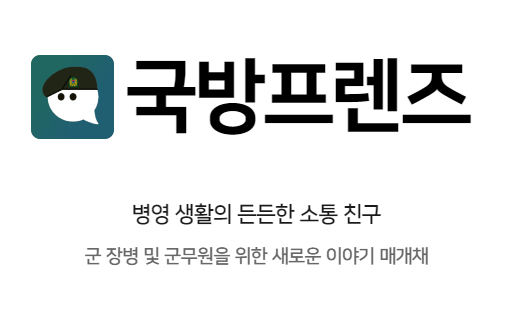 국방프렌즈
병영 생활의 든든한 소통 친구
군 장병 및 군무원을 위한 새로운 이야기 매개채